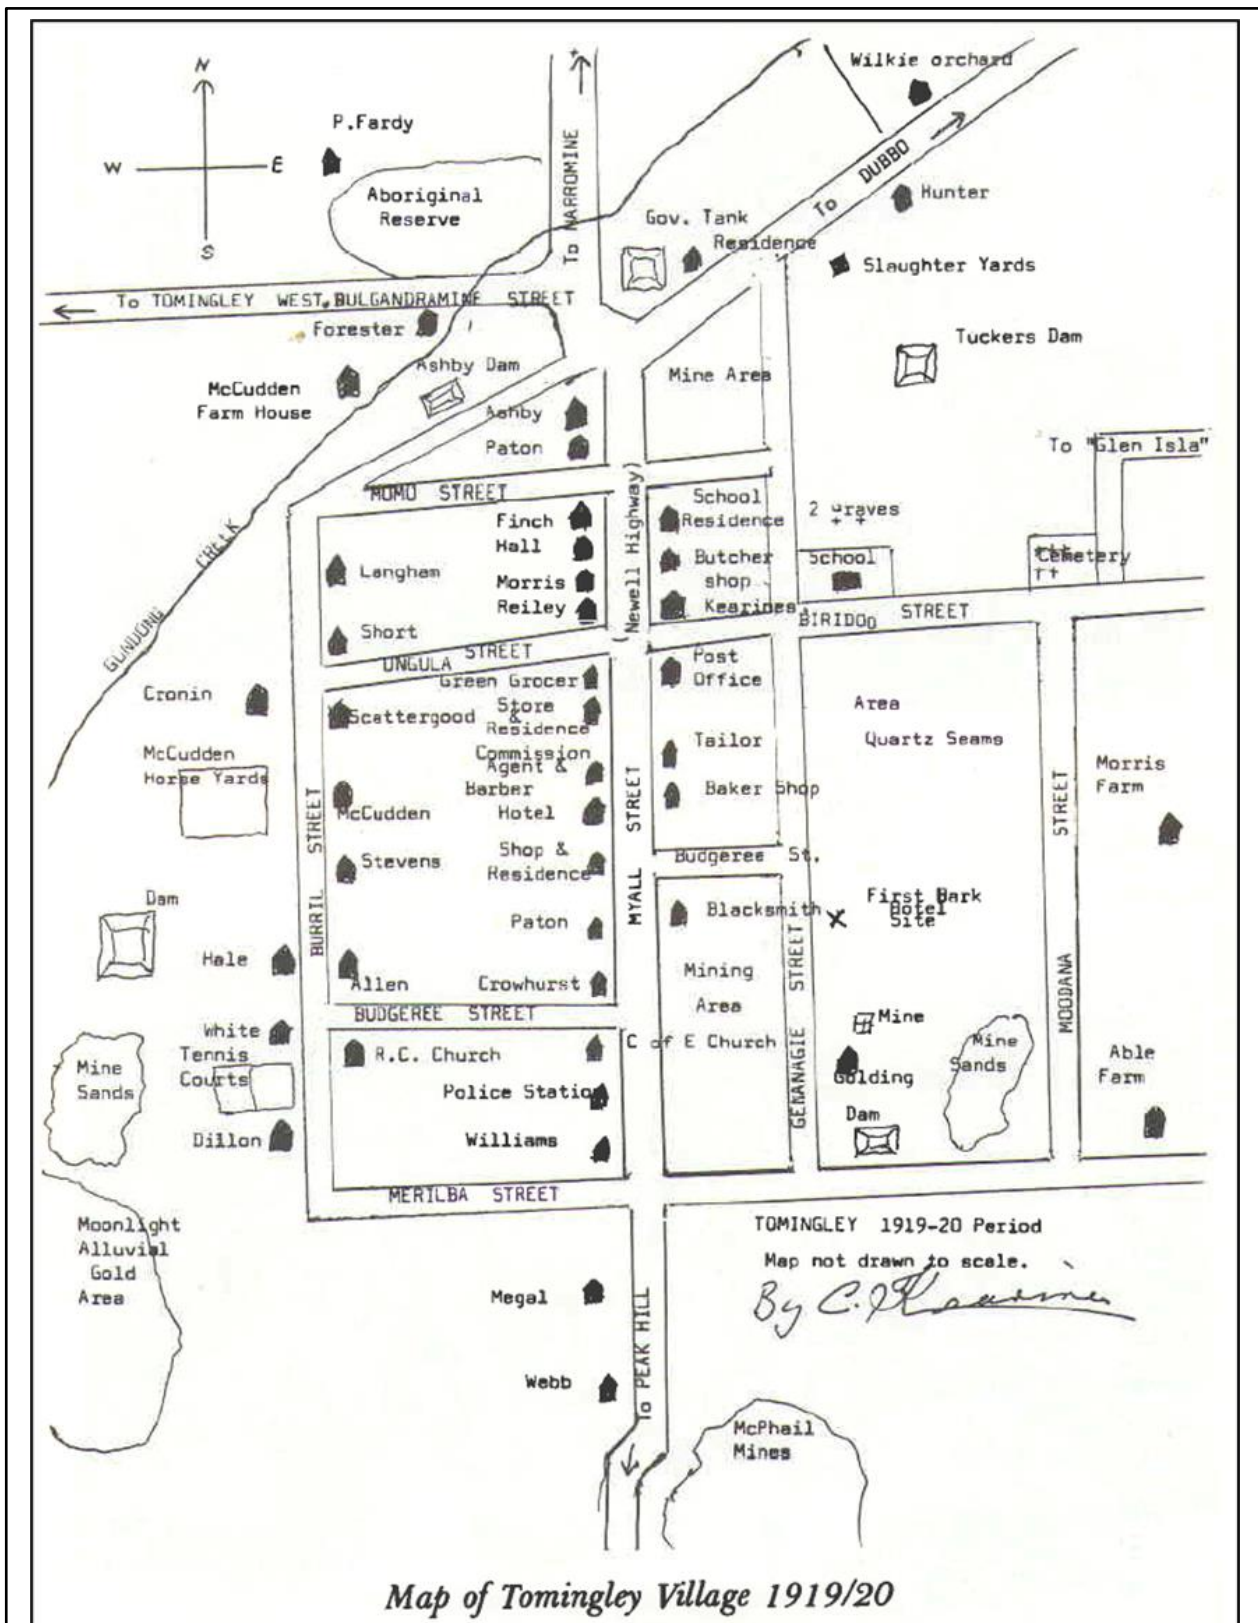 N
W
E
S
P.Fardy
Aboriginal
Reserve
To NARROMINE
Wilkie orchard
To DUBBO
Hunter
Gov. Tank
Residence
Slaughter Yards
To TOMINGLEY WEST. BULGANDRAMINE STREET
Forester
McCudden
Farm House
Ashby Dam
Ashby
Paton
Mine Area
Tuckers Dam
To "Glen Isla"
MOMO STREET
(Newell Highway)
Finch
Hall
Morris
Reiley
School
Residence
Butcher
shop
Kearines.
2 Graves
School
Cemetery
BIRIDOO STREET
Langham
Short
GUNDONG CREEK
UNGULA STREET
Cronin
McCudden
Horse Yards
Scattergood
Green Grocer
Store &
Residence
Commission
Agent &
Barber
Hotel
McCudden
Stevens
Shop &
Residence
Paton
Allen
Crowhurst
BURRIL STREET
MYALL STREET
Post
Office
Tailor
Baker Shop
Budgeree St.
Blacksmith
Mining
Area
GEMANAGIE STREET
Area
Quartz Seams
First Bark
Hotel
Site
X
Mine
Golding
Dam
Mine
Sands
MOODANA STREET
Morris
Farm
Able
Farm
Dam
Hale
White
Tennis
Courts
Dillon
Mine
Sands
BUDGEREE STREET
R.C. Church
C of E Church
Police Station
Williams
MERILBA STREET
Moonlight
Alluvial
Gold
Area
Megal
Webb
To PEAK HILL
McPhail
Mines
TOMINGLEY 1919-20 Period
Map not drawn to scale.
By C.
Map of Tomingley Village 1919/20